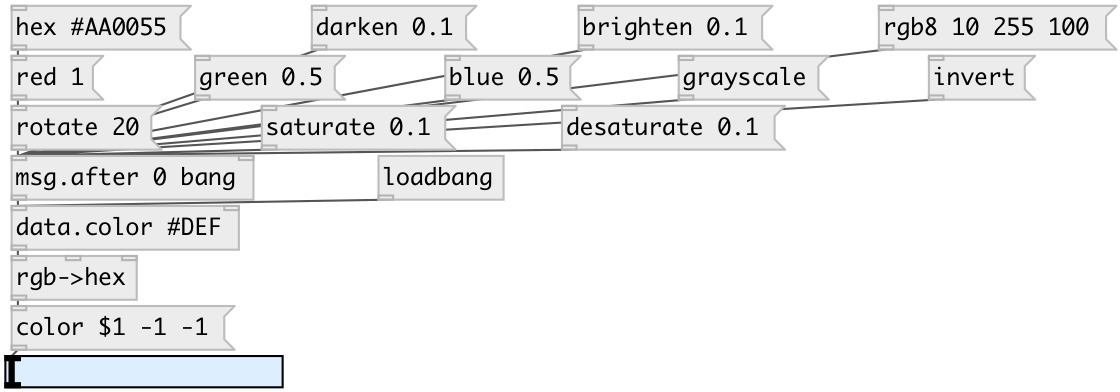 hex #AA0055 darken 0.1 brighten 0.1 rgb8 10 255 100
red 1 green 0.5 blue 0.5 grayscale invert
rotate 20 saturate 0.1 desaturate 0.1
msg.after 0 bang loadbang
data.color #DEF
rgb->hex
color $1 -1 -1